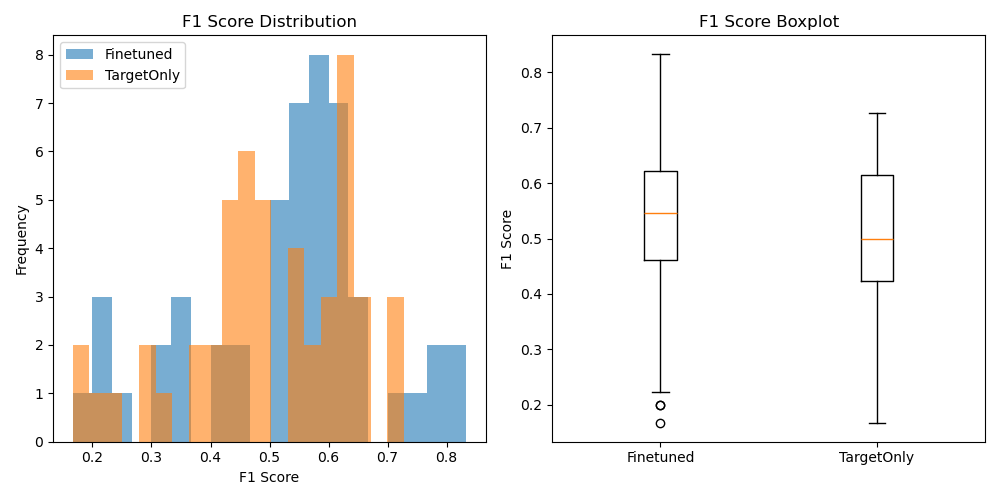 F1 Score Distribution
Finetuned
TargetOnly
8
7
6
5
4
3
2
1
0
Frequency
0.2 0.3 0.4 0.5 0.6 0.7 0.8
F1 Score
F1 Score Boxplot
0.8
0.7
0.6
0.5
0.4
0.3
0.2
F1 Score
Finetuned TargetOnly